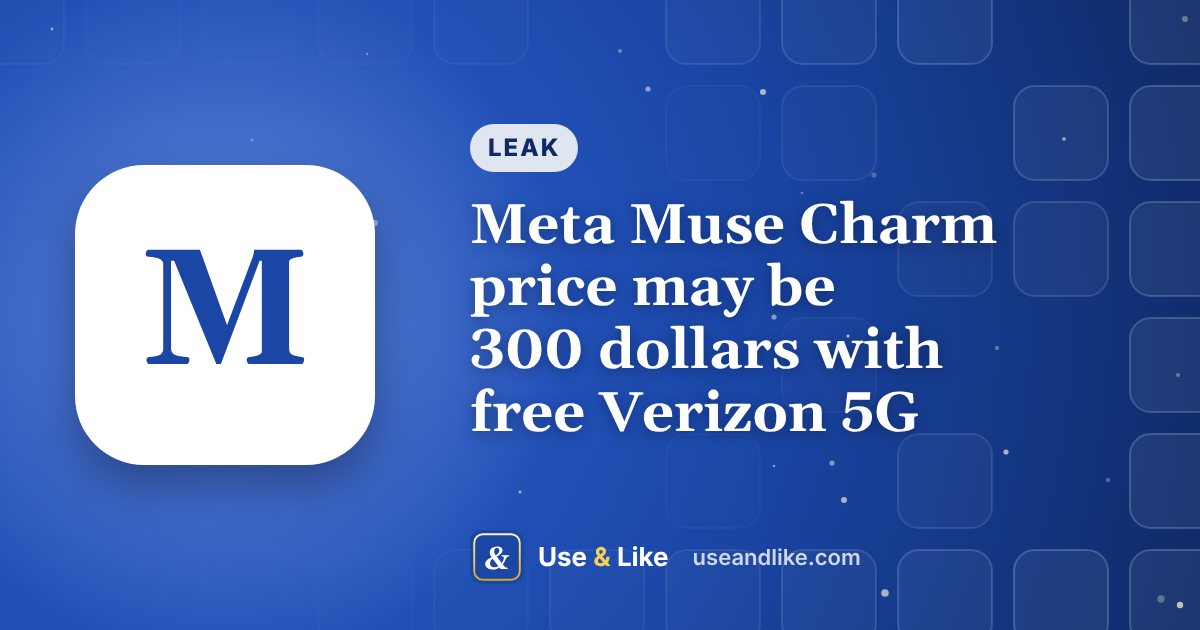 M
LEAK
Meta Muse Charm
price may be
300 dollars with
free Verizon 5G
& Use & Like useandlike.com